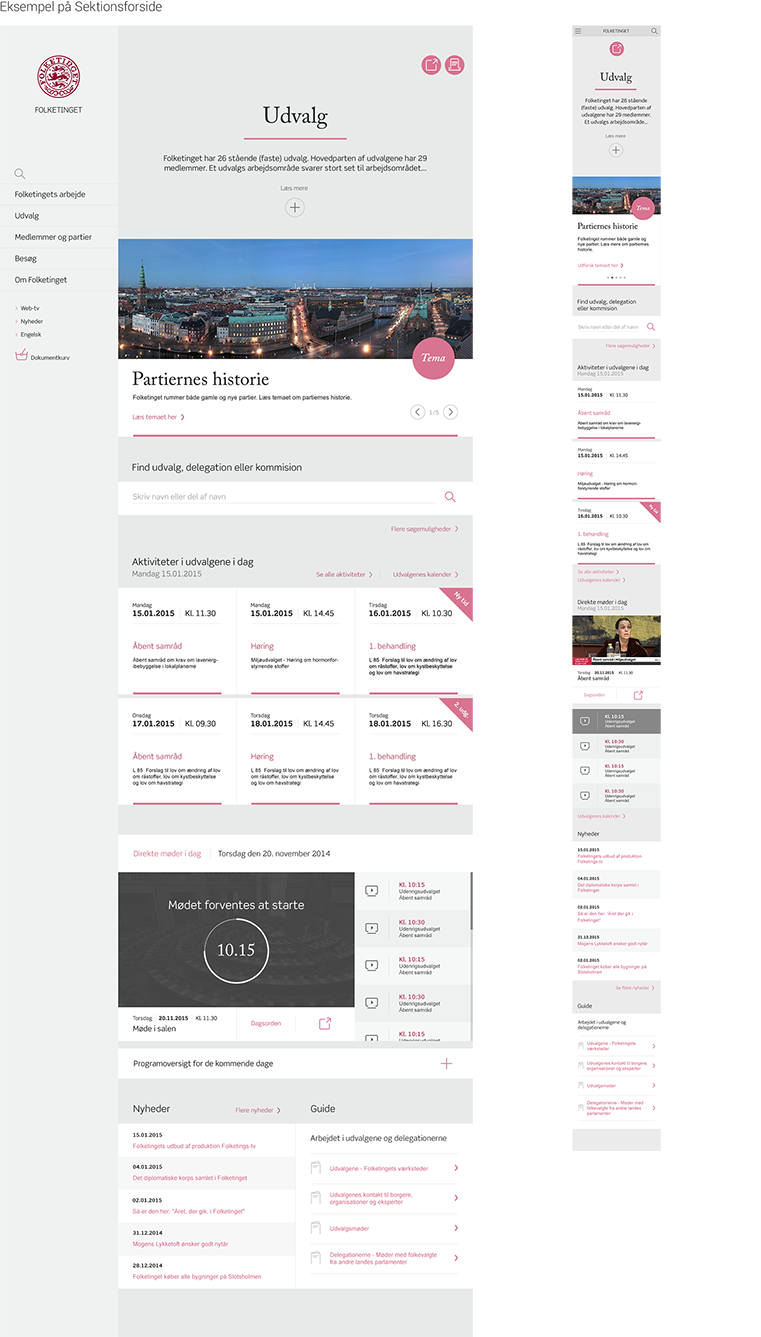 Eksempel på Sektionsforside
FOLKETINGET
FOLKETINGET
Folketingets arbejde
Udvalg
Medlemmer og partier
Besøg
Om Folketinget
Web-tv
Nyheder
Engelsk
Dokumentkurv
Udvalg
Folketinget har 26 stående (faste) udvalg. Hovedparten af udvalgene har 29
medlemmer. Et udvalgs arbejdsområde svarer stort set til arbejdsområdet...
Læs mere
Tema
Partiernes historie
Folketinget rummer både gamle og nye partier. Læs temaet om partiernes historie.
Læs temaet her
1/5
Find udvalg, delegation eller kommision
Skriv navn eller del af navn
Flere søgemuligheder
Aktiviteter i udvalgene i dag
Mandag 15.01.2015
Se alle aktiviteter
Udvalgenes kalender
Mandag
15.01.2015 Kl. 11.30
Åbent samråd
Åbent samråd om krav om lavenerg-
ibebyggelse i lokalplanerne
Mandag
15.01.2015 Kl. 14.45
Høring
Miljøudvalget - Høring om hormonfor-
styrrende stoffer
Ny tid
Tirsdag
16.01.2015 Kl. 10.30
1. behandling
L 85 Forslag til lov om ændring af lov
om råstoffer, lov om kystbeskyttelse
og lov om havstrategi
Onsdag
17.01.2015 Kl. 09.30
Åbent samråd
L 85 Forslag til lov om ændring af lov
om råstoffer, lov om kystbeskyttelse
og lov om havstrategi
Torsdag
18.01.2015 Kl. 14.45
Høring
L 85 Forslag til lov om ændring af lov
om råstoffer, lov om kystbeskyttelse
og lov om havstrategi
2. udg.
Torsdag
18.01.2015 Kl. 16.30
1. behandling
L 85 Forslag til lov om ændring af lov
om råstoffer, lov om kystbeskyttelse
og lov om havstrategi
Direkte møder i dag
Torsdag den 20. november 2014
Mødet forventes at starte
10.15
Torsdag 20.11.2015 Kl. 11.30
Møde i salen
Dagsorden
Kl. 10:15
Udenrigsudvalget
Åbent samråd
Kl. 10:30
Udenrigsudvalget
Åbent samråd
Kl. 10:15
Udenrigsudvalget
Åbent samråd
Kl. 10:30
Udenrigsudvalget
Åbent samråd
Kl. 10:15
Udenrigsudvalget
Programoversigt for de kommende dage
Nyheder
Flere nyheder
15.01.2015
Folketingets udbud af produktion Folketings-tv
04.01.2015
Det diplomatiske korps samlet i Folketinget
02.01.2015
Så er den her: "Året, der gik, i Folketinget"
31.12.2014
Mogens Lykketoft ønsker godt nytår
28.12.2014
Folketinget køber alle bygninger på Slotsholmen
Guide
Arbejdet i udvalgene og delegationerne
Udvalgene - Folketingets værksteder
Udvalgenes kontakt til borgere,
organisationer og eksperter
Udvalgsmøder
Delegationerne - Møder med folkevalgte
fra andre landes parlamenter
FOLKETINGET
Udvalg
Folketinget har 26 stående
(faste) udvalg. Hovedparten af
udvalgene har 29 medlemmer.
Et udvalgs arbejdsområde...
Læs mere
Tema
Partiernes historie
Folketinget rummer både gamle og
nye partier. Læs mere om partiernes
historie.
Udforsk temaet her
Find udvalg, delegation
eller kommision
Skriv navn eller del af navn
Flere søgemuligheder
Aktiviteter i udvalgene i dag
Mandag 15.01.2015
Mandag
15.01.2015 Kl. 11.30
Åbent samråd
Åbent samråd om krav om lavenergi-
bebyggelse i lokalplanerne
Mandag
15.01.2015 Kl. 14.45
Høring
Miljøudvalget - Høring om hormon-
forstyrrende stoffer
Ny tid
Tirsdag
16.01.2015 Kl. 10.30
1. behandling
L 85 Forslag til lov om ændring af lov
om råstoffer, lov om kystbeskyttelse
og lov om havstrategi
Se alle aktiviteter
Udvalgenes kalender
Direkte møder i dag
Mandag 15.01.2015
Åbent samråd i Miljøudvalget
Torsdag 20.11.2015 Kl. 11.30
Åbent samråd
Dagsorden
Kl. 10:15
Udenrigsudvalget
Åbent samråd
Kl. 10:30
Udenrigsudvalget
Åbent samråd
Kl. 10:15
Udenrigsudvalget
Åbent samråd
Kl. 10:30
Udenrigsudvalget
Åbent samråd
Udvalgenes kalender
Nyheder
15.01.2015
Folketingets udbud af produktion
Folketings-tv
04.01.2015
Det diplomatiske korps samlet i
Folketinget
02.01.2015
Så er den her: "Året der gik i
Folketinget"
31.12.2015
Mogens Lykketoft ønsker godt nytår
02.01.2015
Folketinget køber alle bygninger på
Slotsholmen
Se flere nyheder
Guide
Arbejdet i udvalgene og
delegationerne
Udvalgene - Folketingets
værksteder
Udvalgenes kontakt til borgere,
organisationer og eksperter
Udvalgsmøder
Delegationerne - Møder med
folkevalgte fra andre landes
parlamenter